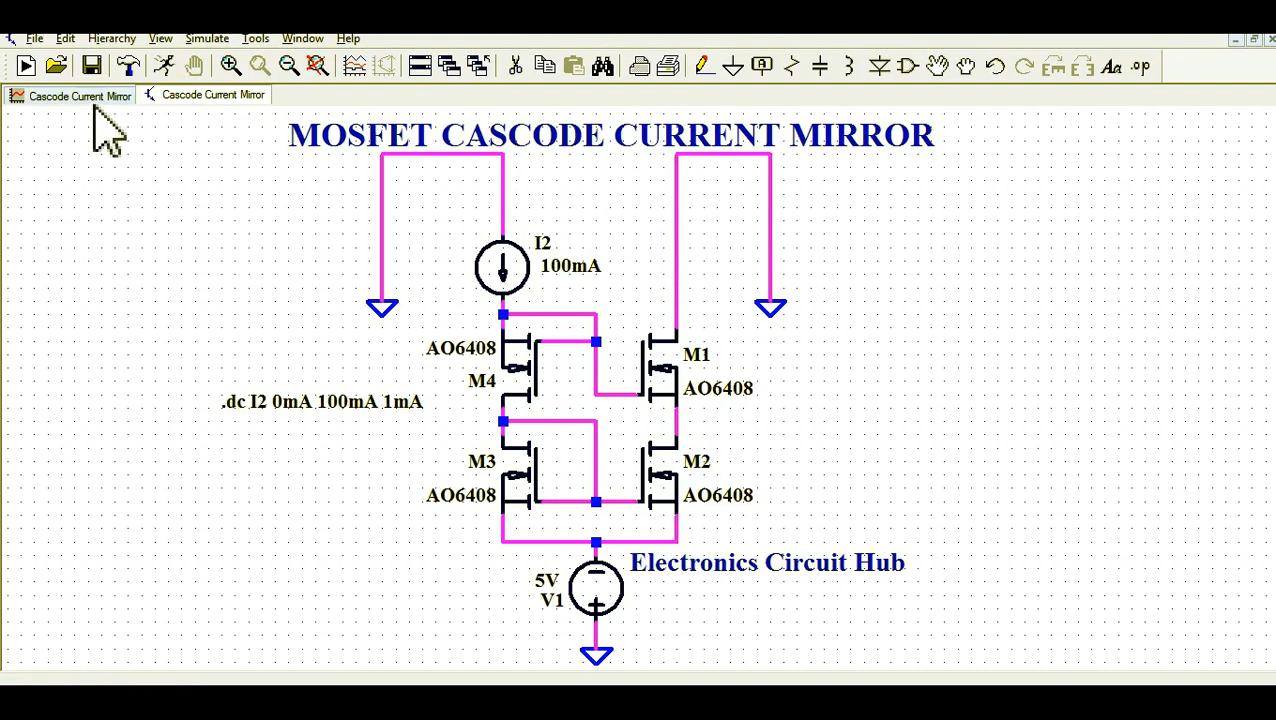 File Edit Hierarchy View Simulate Tools Window Help
Aa .op
Cascode Current Mirror Cascode Current Mirror
MOSFET CASCODE CURRENT MIRROR
I2
100mA
AO6408
M4
M1
AO6408
.dc I2 0mA 100mA 1mA
M3
AO6408
M2
AO6408
5V
V1
Electronics Circuit Hub